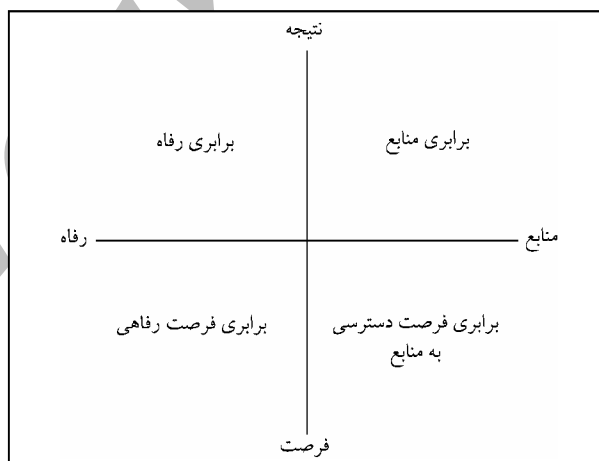 نتیجه
برابری منابع
برابری رفاه
منابع
رفاه
برابری فرصت دسترسی
به منابع
برابری فرصت رفاهی
فرصت